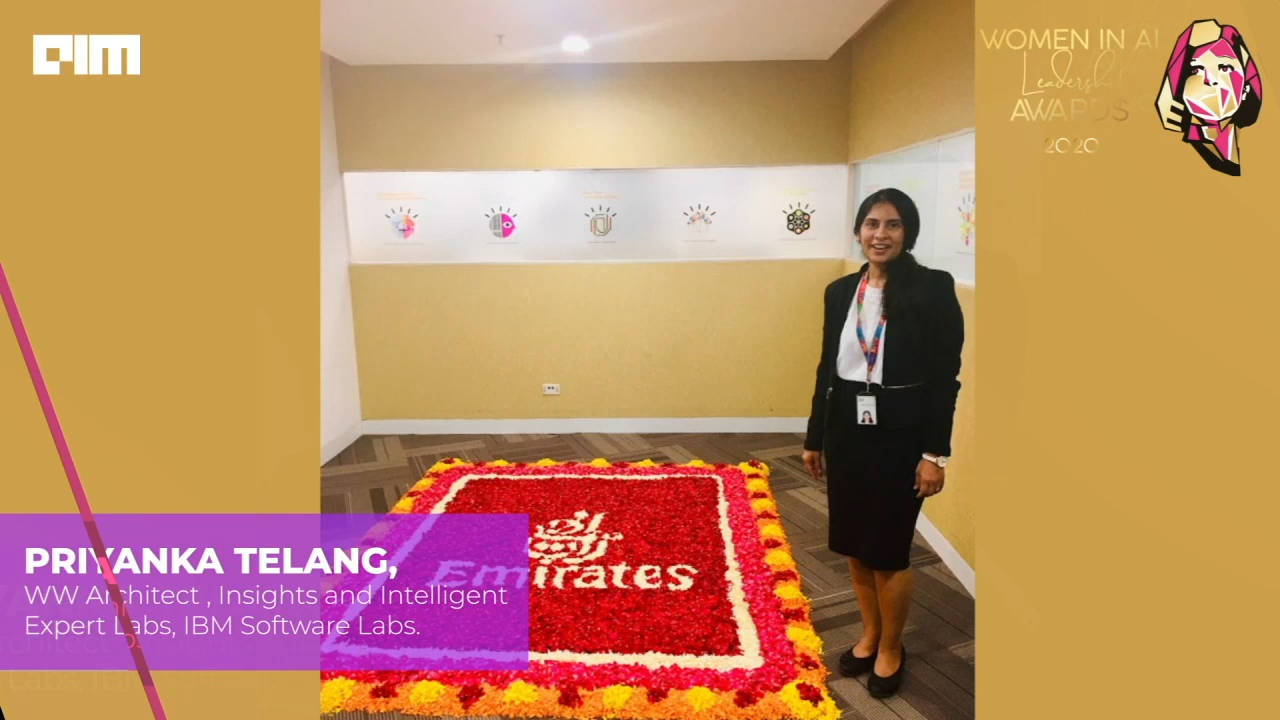 AIM
WOMEN IN AI
Leadership
AWARDS
2020
Emirates
PRIYANKA TELANG,
WW Architect , Insights and Intelligent
Expert Labs, IBM Software Labs.